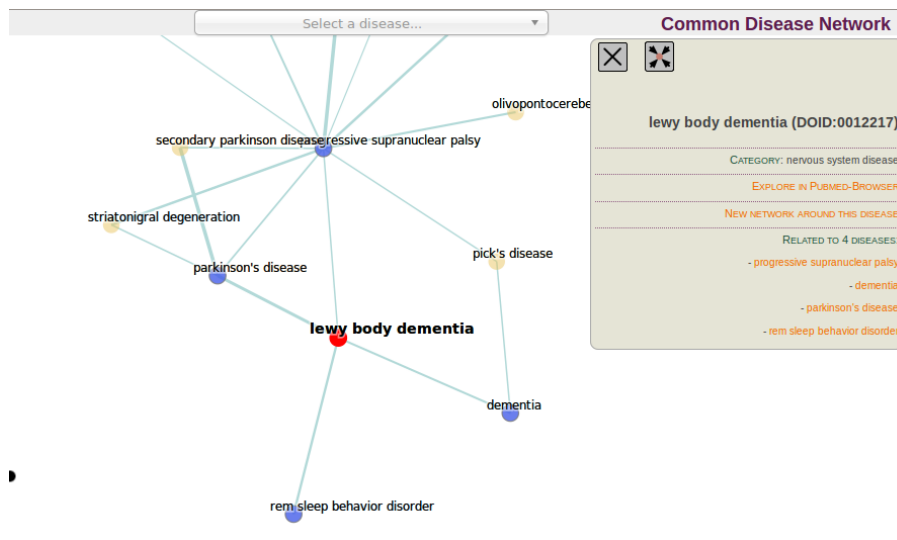 Select a disease...
Common Disease Network
olivopontocerebe
lewy body dementia (DOID:0012217)
secondary parkinson disease
progressive supranuclear palsy
CATEGORY: nervous system disease
EXPLORE IN PUBMED-BROWSER
NEW NETWORK AROUND THIS DISEASE
striatonigral degeneration
RELATED TO 4 DISEASES:
pick's disease
- progressive supranuclear palsy
parkinson's disease
- dementia
- parkinson's disease
lewy body dementia
- rem sleep behavior disorder
dementia
rem sleep behavior disorder